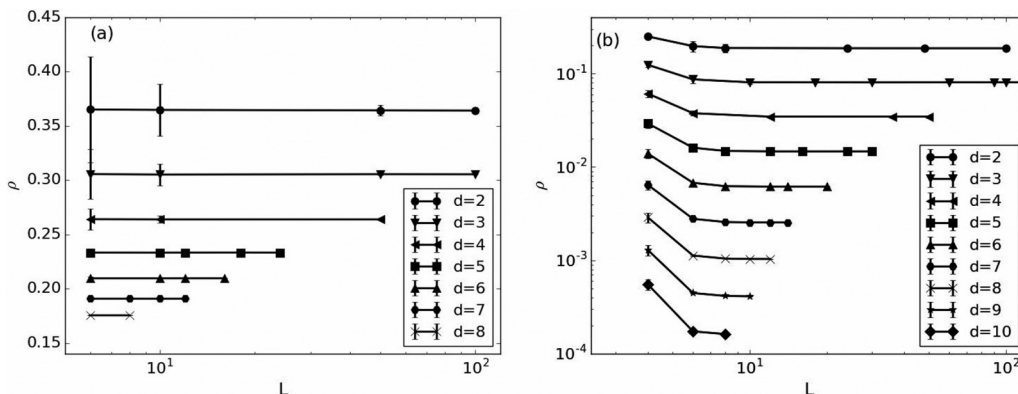 (a)
0.45
0.40
0.35
0.30
0.25
0.20
0.15
ρ
10¹
10²
L
d=2
d=3
d=4
d=5
d=6
d=7
d=8
(b)
10⁻¹
10⁻²
10⁻³
10⁻⁴
ρ
10¹
10²
L
d=2
d=3
d=4
d=5
d=6
d=7
d=8
d=9
d=10